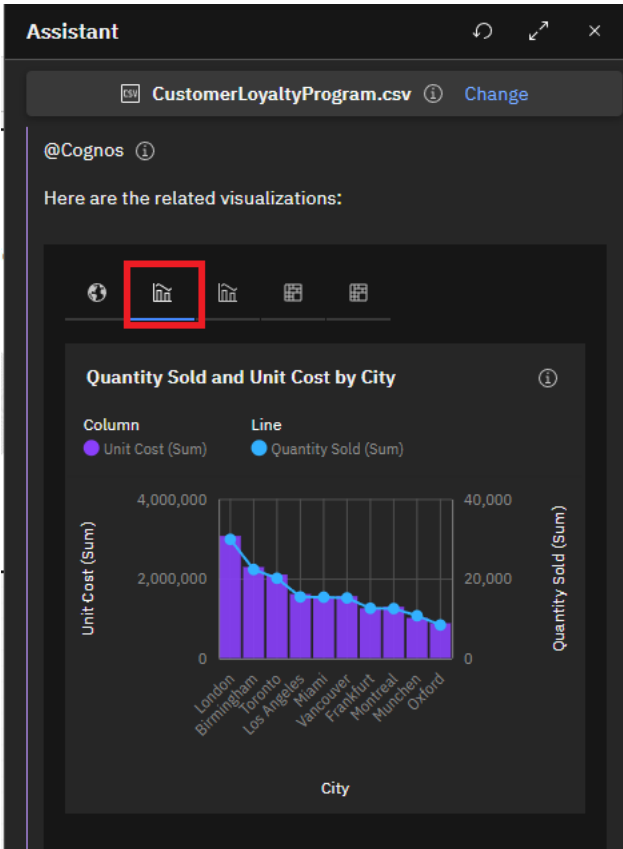 Assistant
CSV CustomerLoyaltyProgram.csv Change
@Cognos
Here are the related visualizations:
Quantity Sold and Unit Cost by City
Column Line
Unit Cost (Sum) Quantity Sold (Sum)
4,000,000 40,000
2,000,000 20,000
0 0
Unit Cost (Sum)
Quantity Sold (Sum)
London
Birmingham
Toronto
Los Angeles
Miami
Vancouver
Frankfurt
Montreal
Munchen
Oxford
City